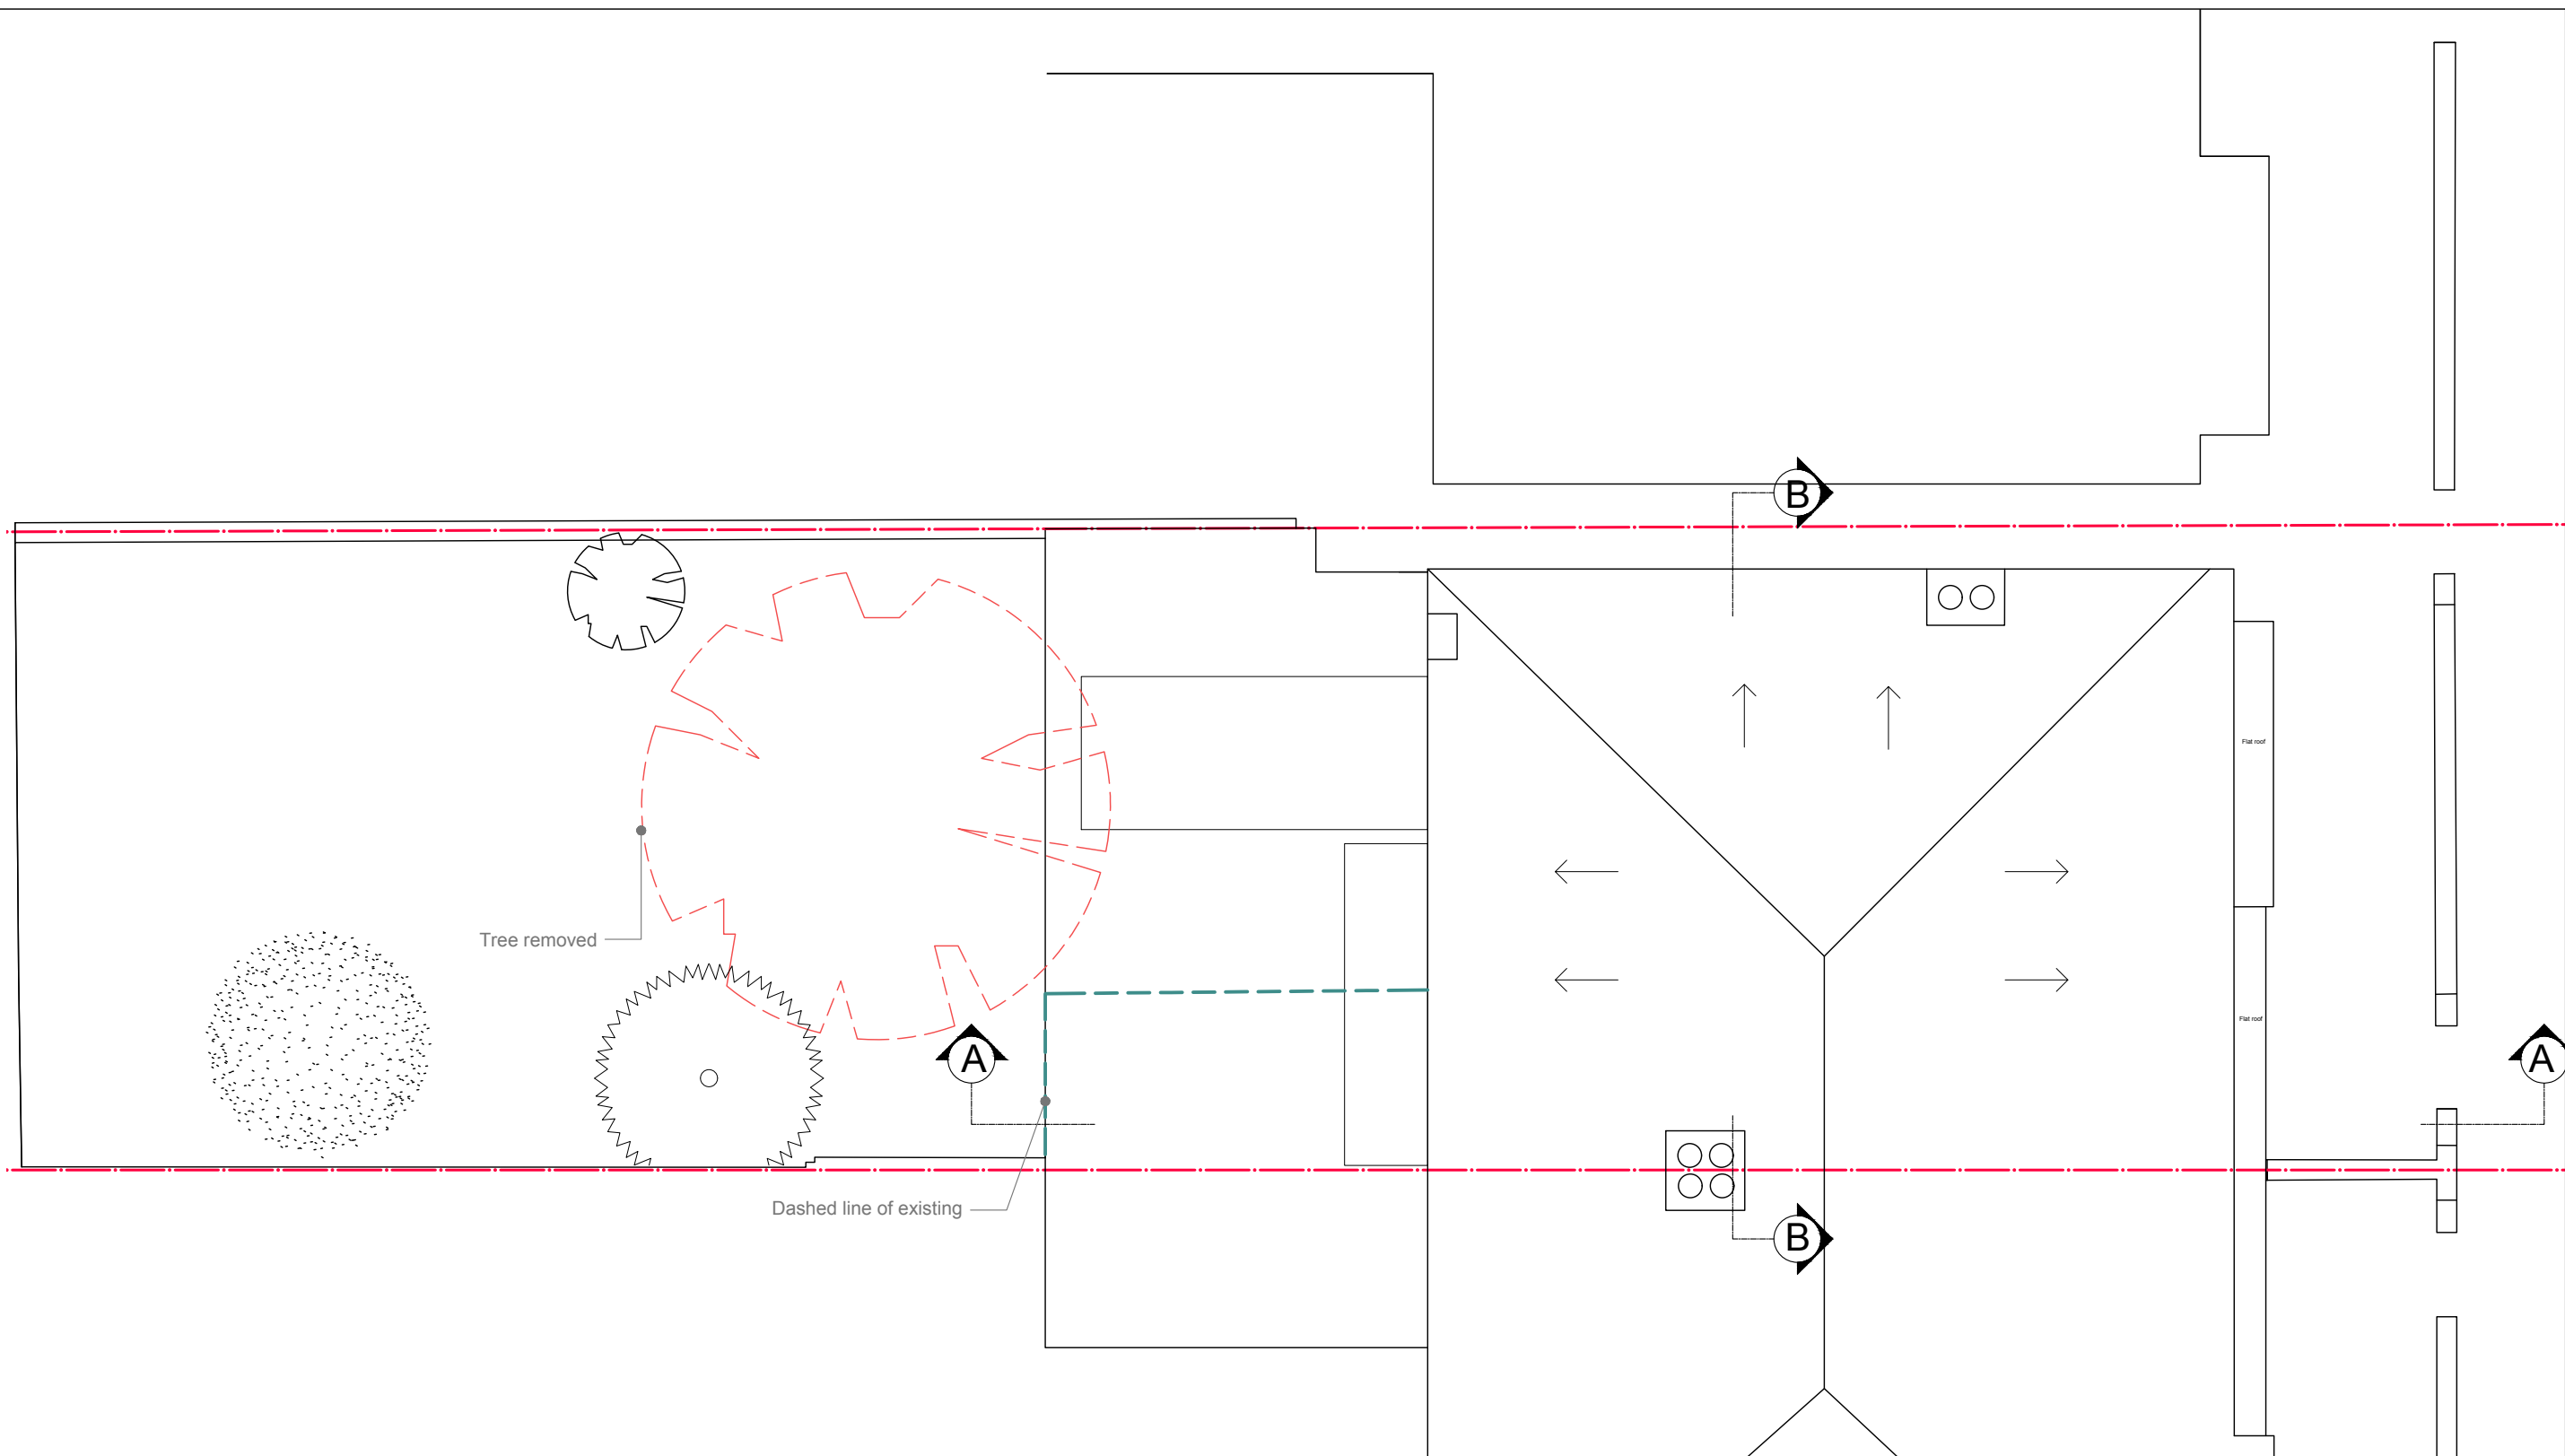 B
Flat roof
Tree removed
Flat roof
A
A
Dashed line of existing
B